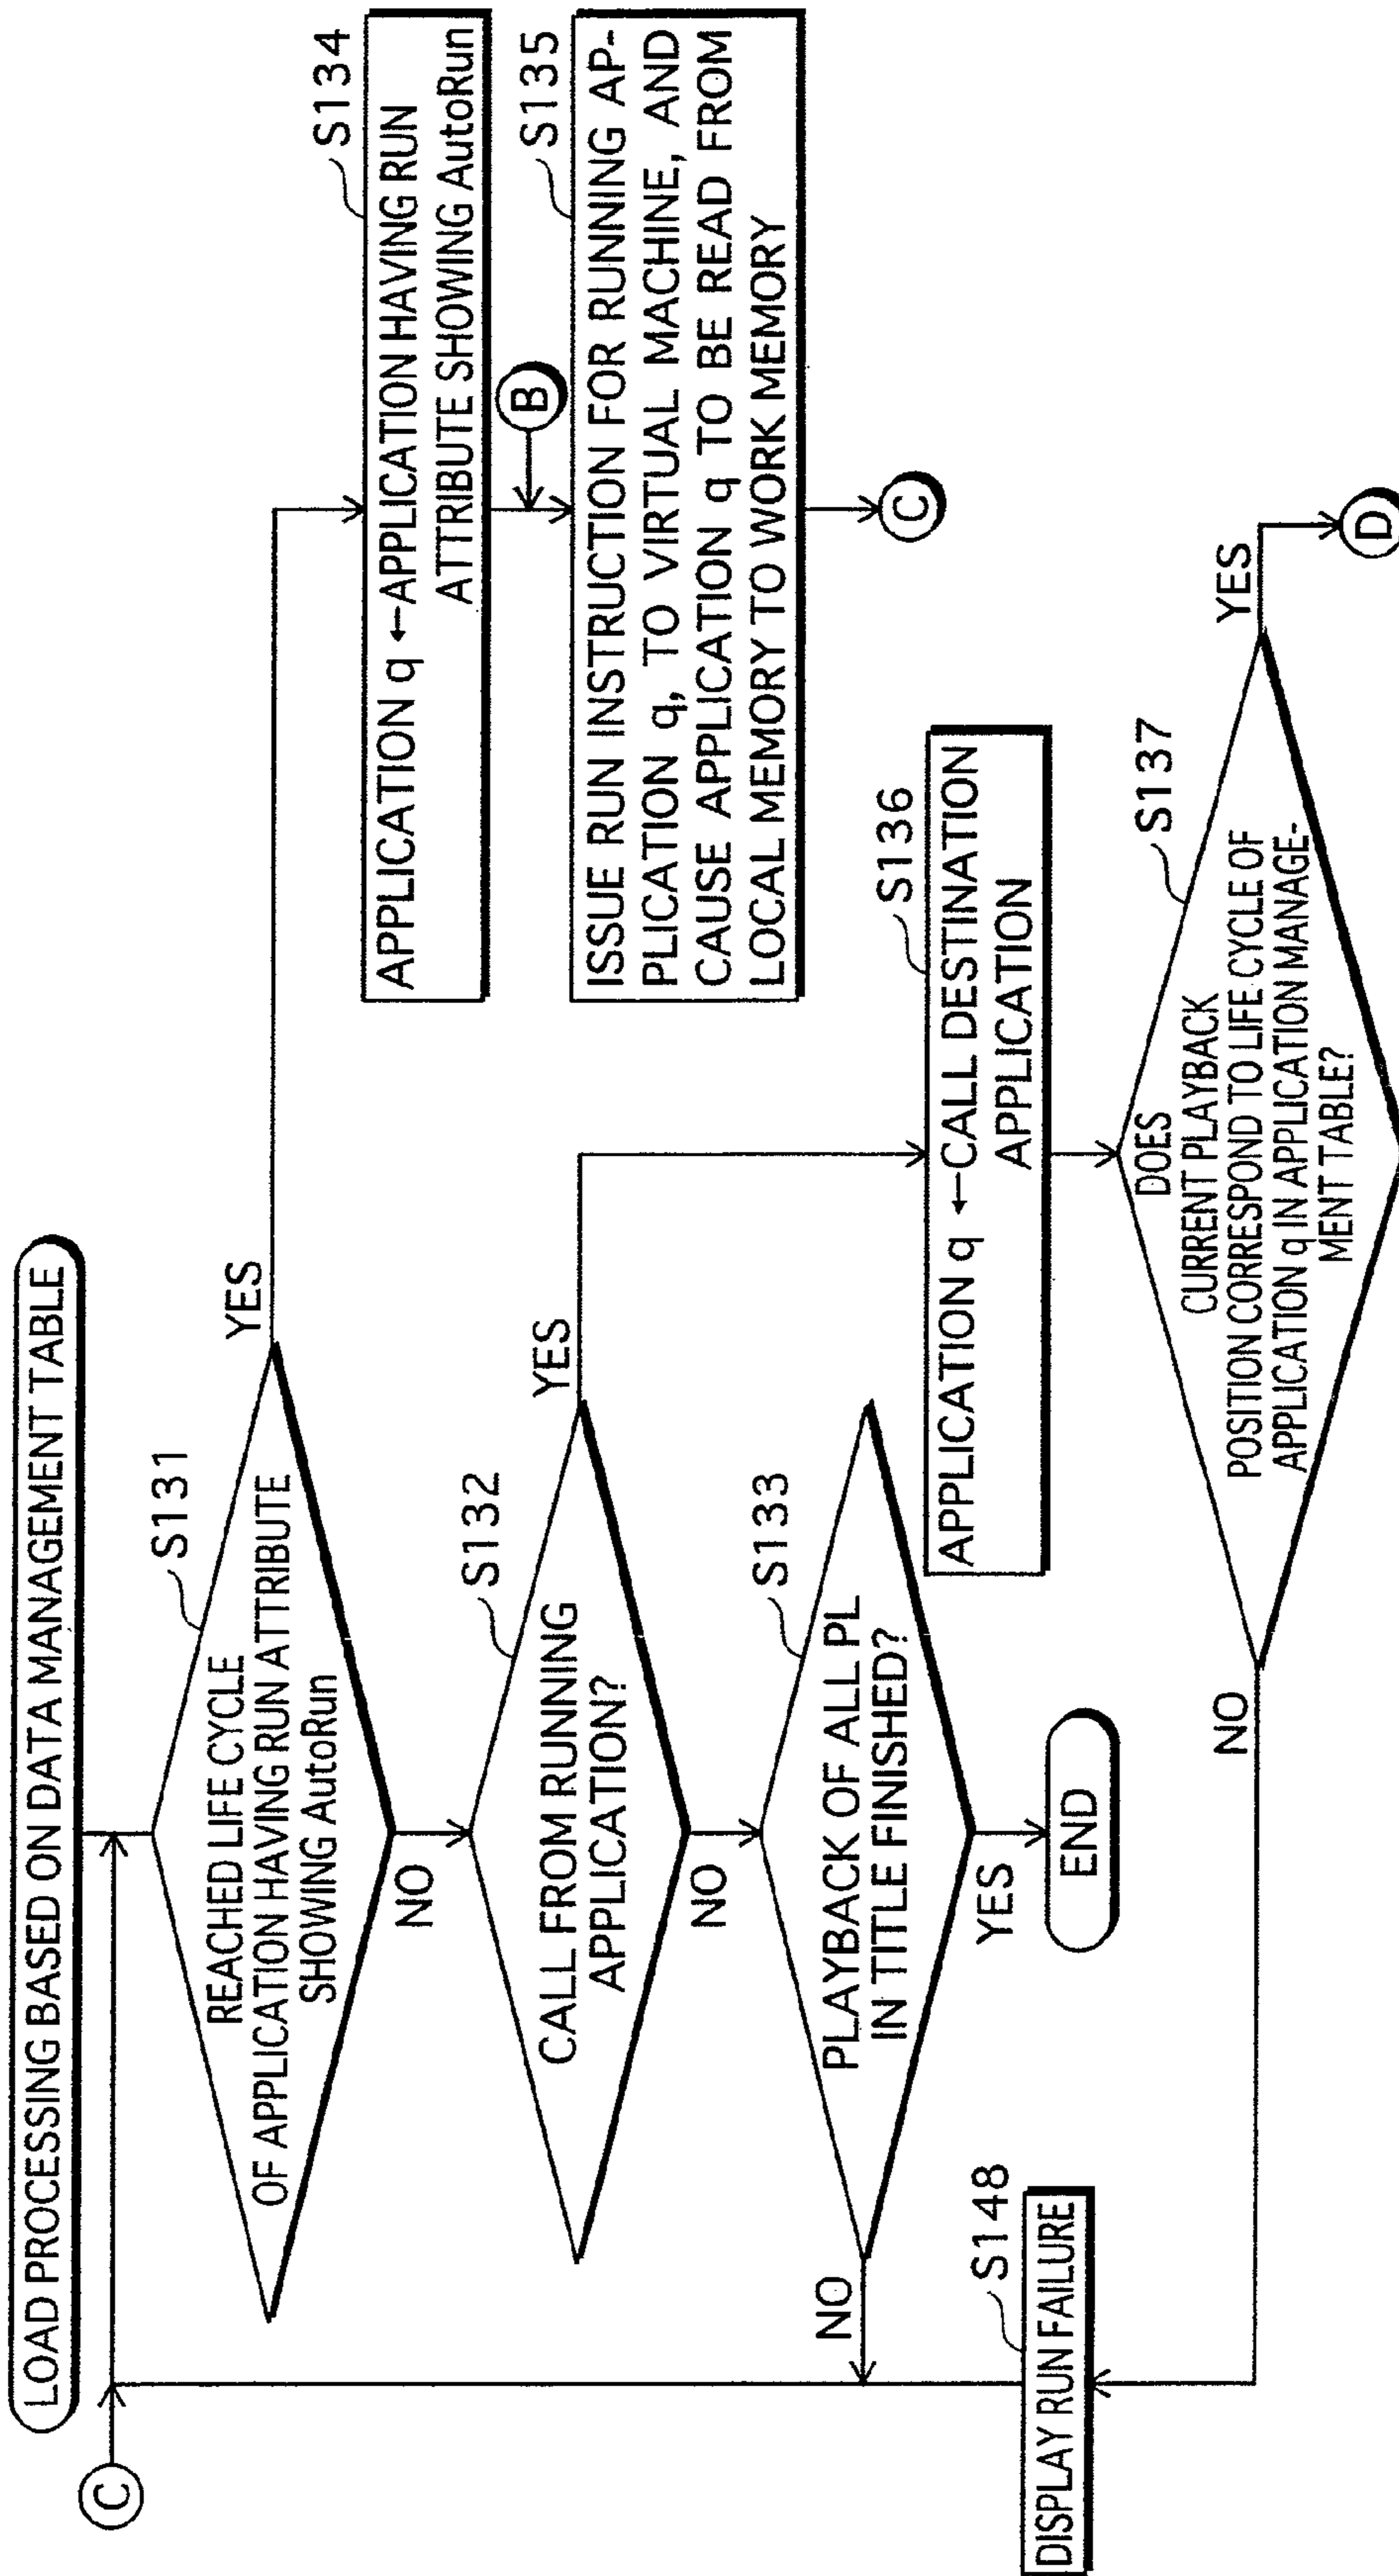 LOAD PROCESSING BASED ON DATA MANAGEMENT TABLE
C
S131
REACHED LIFE CYCLE
OF APPLICATION HAVING RUN ATTRIBUTE
SHOWING AutoRun
YES
NO
S132
CALL FROM RUNNING
APPLICATION?
YES
NO
S133
PLAYBACK OF ALL PL
IN TITLE FINISHED?
NO
YES
END
S134
APPLICATION q ←APPLICATION HAVING RUN
ATTRIBUTE SHOWING AutoRun
B
S135
ISSUE RUN INSTRUCTION FOR RUNNING AP-
PLICATION q, TO VIRTUAL MACHINE, AND
CAUSE APPLICATION q TO BE READ FROM
LOCAL MEMORY TO WORK MEMORY
C
S136
APPLICATION q ←CALL DESTINATION
APPLICATION
S137
DOES
CURRENT PLAYBACK
POSITION CORRESPOND TO LIFE CYCLE OF
APPLICATION q IN APPLICATION MANAGE-
MENT TABLE?
YES
D
NO
S148
DISPLAY RUN FAILURE